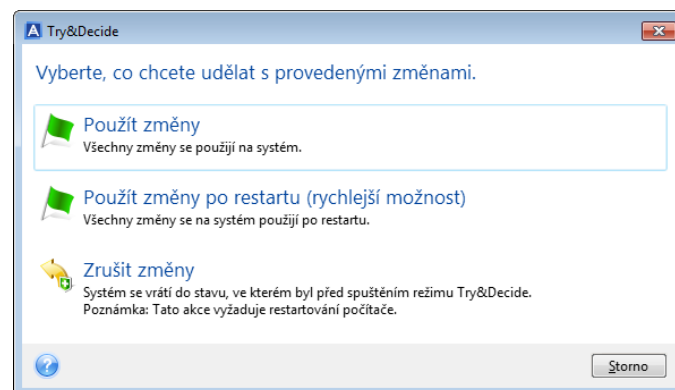 Try&Decide
Vyberte, co chcete udělat s provedenými změnami.
Použít změny
Všechny změny se použijí na systém.
Použít změny po restartu (rychlejší možnost)
Všechny změny se na systém použijí po restartu.
Zrušit změny
Systém se vrátí do stavu, ve kterém byl před spuštěním režimu Try&Decide.
Poznámka: Tato akce vyžaduje restartování počítače.
Storno